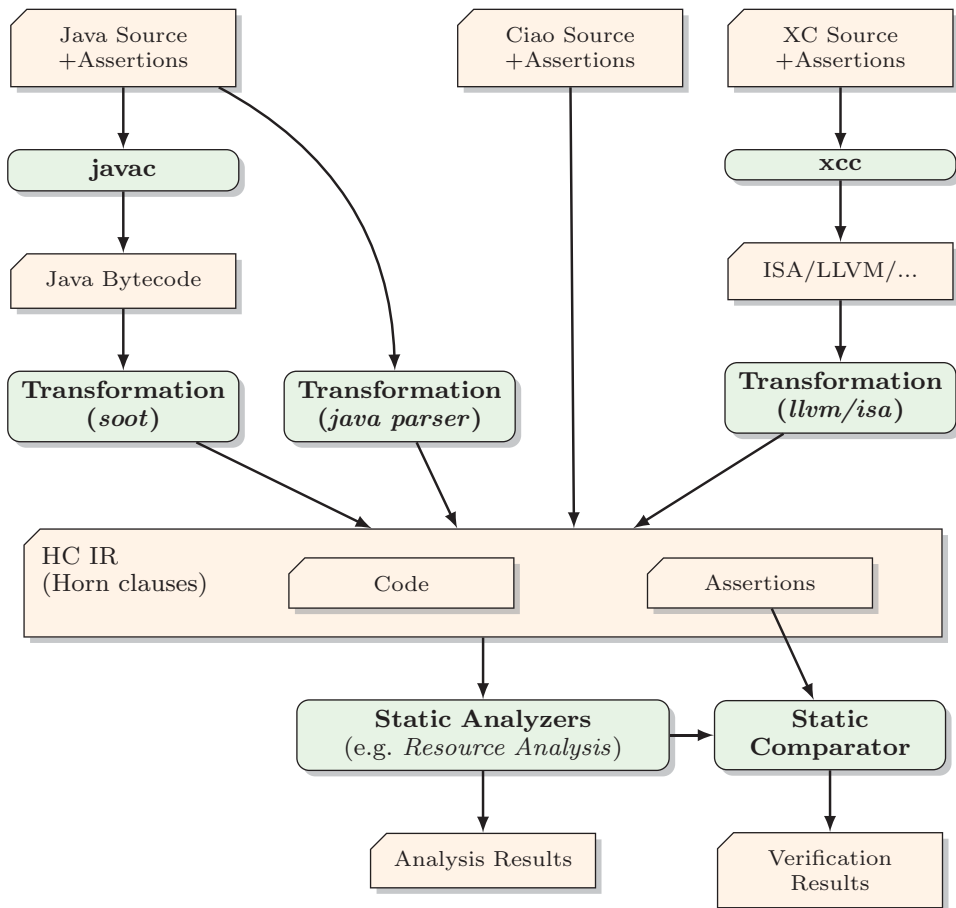 Java Source
+Assertions
Ciao Source
+Assertions
XC Source
+Assertions
javac
xcc
Java Bytecode
ISA/LLVM/...
Transformation
(soot)
Transformation
(java parser)
Transformation
(llvm/isa)
HC IR
(Horn clauses)
Code
Assertions
Static Analyzers
(e.g. Resource Analysis)
Static
Comparator
Analysis Results
Verification
Results